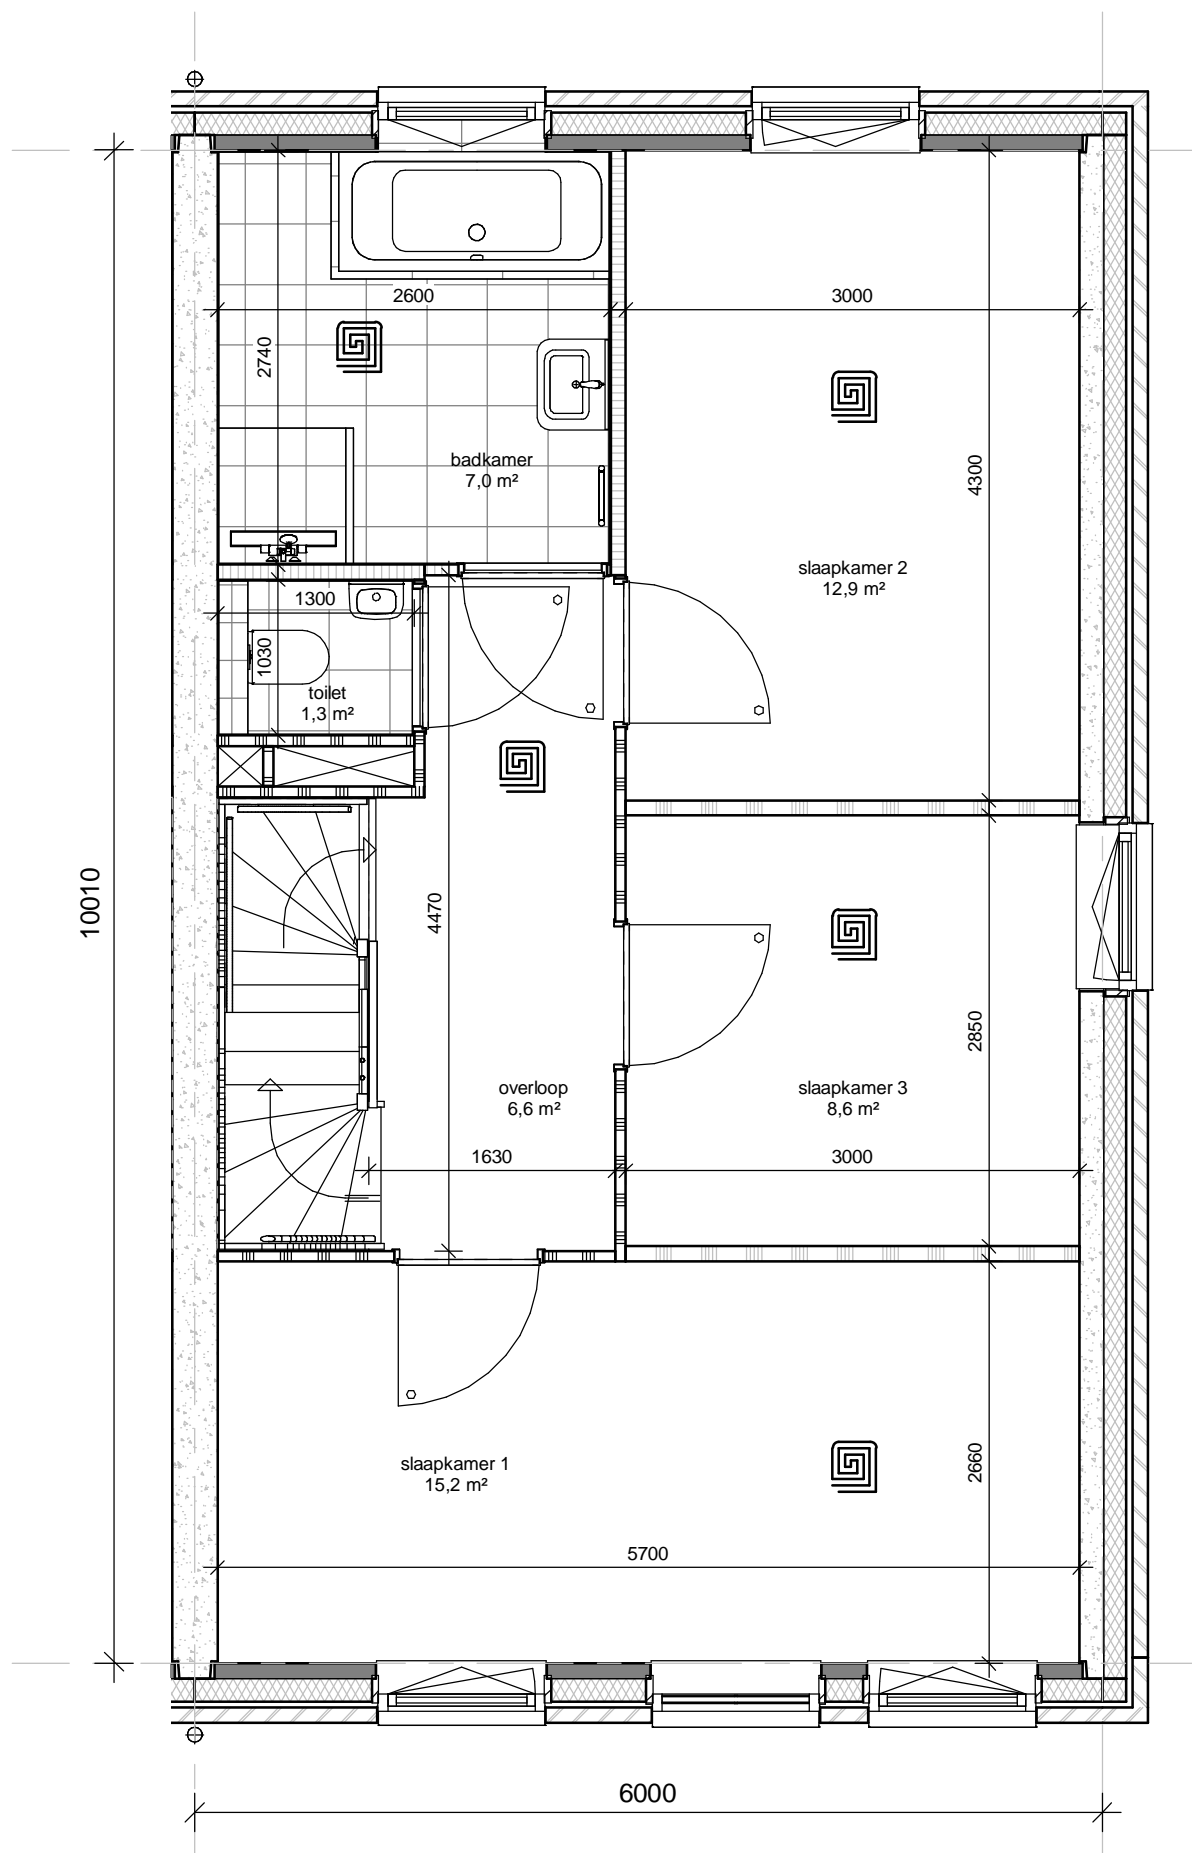 2600
3000
2740
badkamer
7,0 m²
4300
slaapkamer 2
12,9 m²
1300
1030
toilet
1,3 m²
10010
4470
2850
overloop
6,6 m²
slaapkamer 3
8,6 m²
1630
3000
slaapkamer 1
15,2 m²
2660
5700
6000